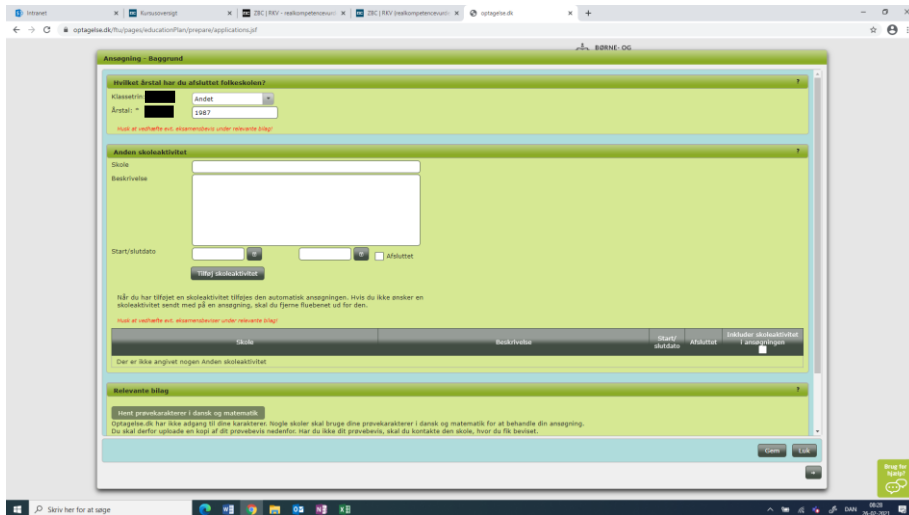 Intranet
Kursusoversigt
ZBC | RKV - realkompetencevurd
ZBC | RKV (realkompetencevurde
optagelse.dk
optagelse.dk/ftu/pages/educationPlan/prepare/applications.jsf
BØRNE- OG
Ansøgning - Baggrund
Hvilket årstal har du afsluttet folkeskolen?
?
Klassetrin:
Andet
Årstal: *
1987
Husk at vedhæfte evt. eksamensbevis under relevante bilag!
Anden skoleaktivitet
?
Skole
Beskrivelse
Start/slutdato
Afsluttet
Tilføj skoleaktivitet
Når du har tilføjet en skoleaktivitet tilføjes den automatisk ansøgningen. Hvis du ikke ønsker en
skoleaktivitet sendt med på en ansøgning, skal du fjerne fluebenet ud for den.
Husk at vedhæfte evt. eksamensbeviser under relevante bilag!
Skole
Beskrivelse
Start/
slutdato
Afsluttet
Inkluder skoleaktivitet
i ansøgningen
Der er ikke angivet nogen Anden skoleaktivitet
Relevante bilag
?
Hent prøvekarakterer i dansk og matematik
Optagelse.dk har ikke adgang til dine karakterer. Nogle skoler skal bruge dine prøvekarakterer i dansk og matematik for at behandle din ansøgning.
Du skal derfor uploade en kopi af dit prøvebevis nedenfor. Har du ikke dit prøvebevis, skal du kontakte den skole, hvor du fik beviset.
Gem
Luk
Brug for
hjælp?
Skriv her for at søge
DAN
08:28
26-02-2021